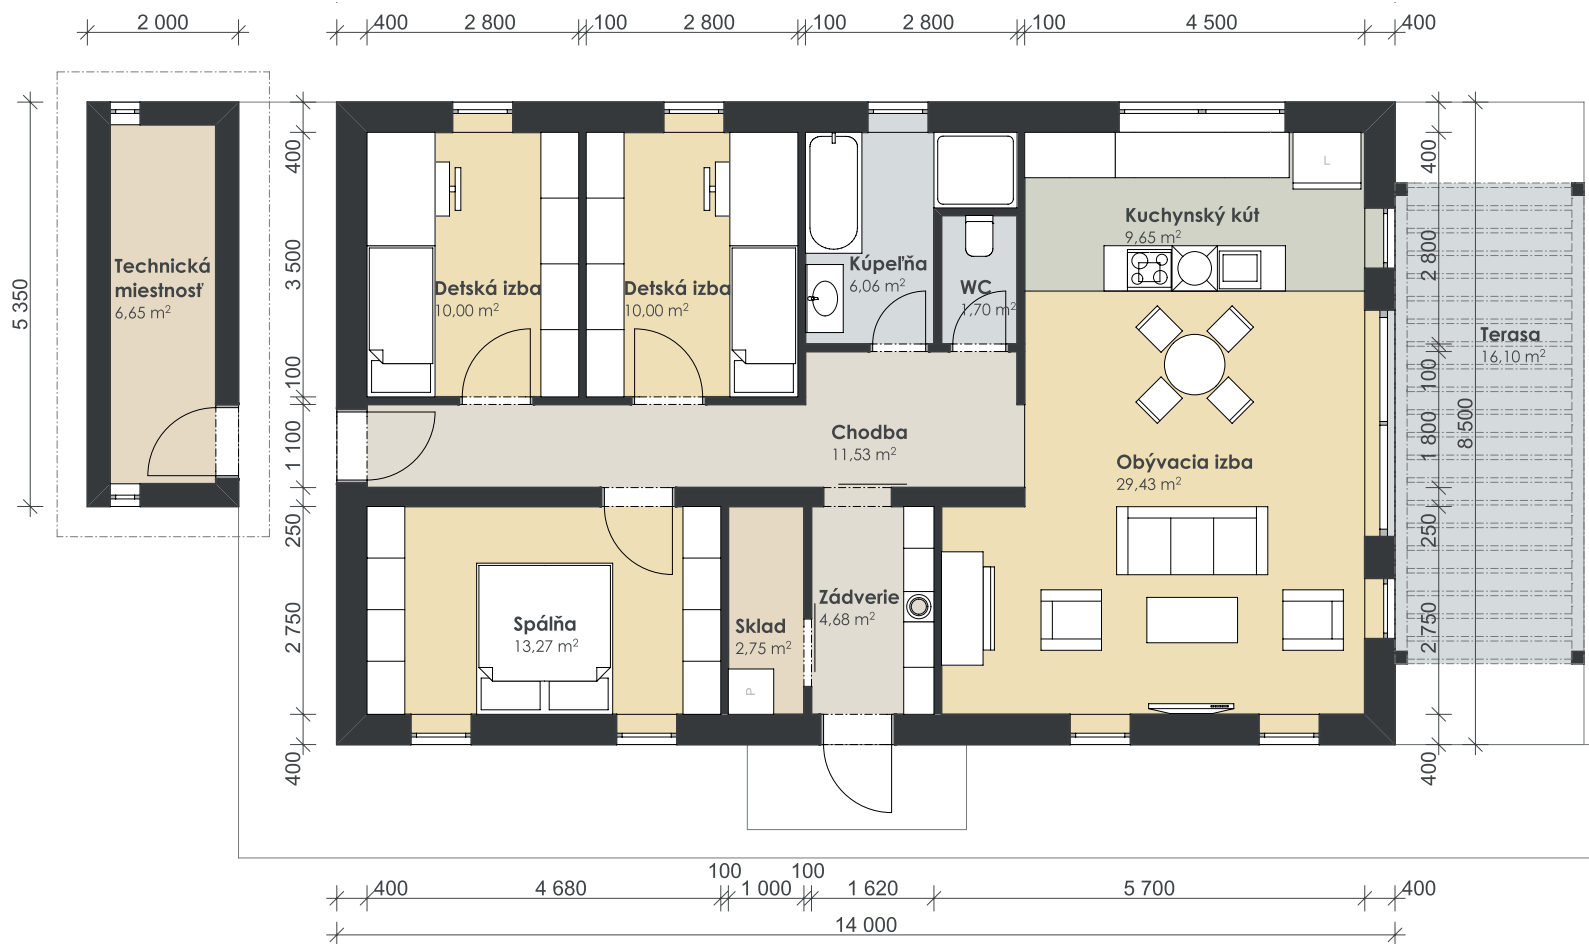 2 000
400
2 800
100
2 800
100
2 800
100
4 500
400
5 350
400
3 500
100
1 100
250
2 750
400
Technická
miestnosť
6,65 m²
Detská izba
10,00 m²
Detská izba
10,00 m²
Kúpeľňa
6,06 m²
WC
1,70 m²
Kuchynský kút
9,65 m²
Chodba
11,53 m²
Obývacia izba
29,43 m²
Terasa
16,10 m²
Spálňa
13,27 m²
Sklad
2,75 m²
P
Zádverie
4,68 m²
400
2 800
100
1 800
250
2 750
400
8 500
100
100
400
4 680
1 000
1 620
5 700
400
14 000